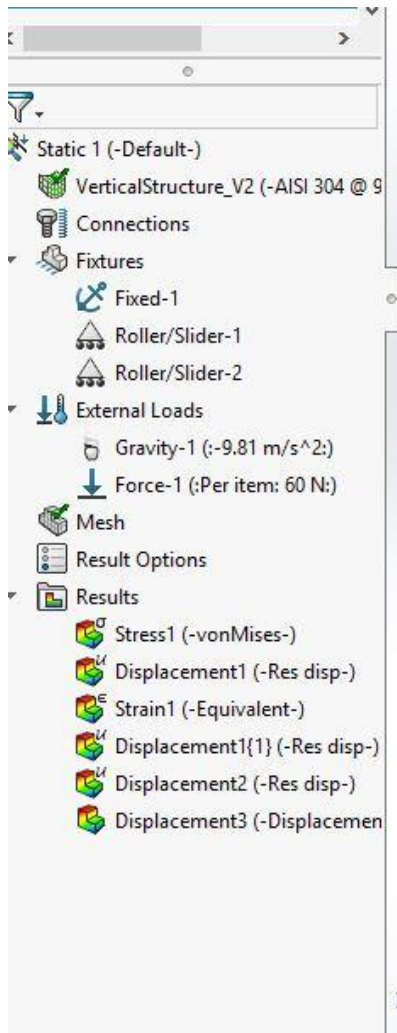 Static 1 (-Default-)
VerticalStructure_V2 (-AISI 304 @ 9
Connections
Fixtures
Fixed-1
Roller/Slider-1
Roller/Slider-2
External Loads
Gravity-1 (:-9.81 m/s^2:)
Force-1 (:Per item: 60 N:)
Mesh
Result Options
Results
Stress1 (-vonMises-)
Displacement1 (-Res disp-)
Strain1 (-Equivalent-)
Displacement1{1} (-Res disp-)
Displacement2 (-Res disp-)
Displacement3 (-Displacemen